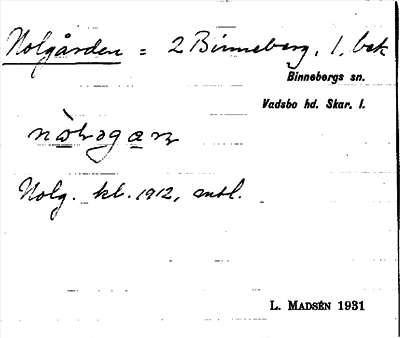 Nolgården = 2 Binneberg, 1, bek
Binnebergs sn.
Vadsbo hd. Skar. l.
Nolg. kl. 1912, antl.
L. MADSÉN 1931